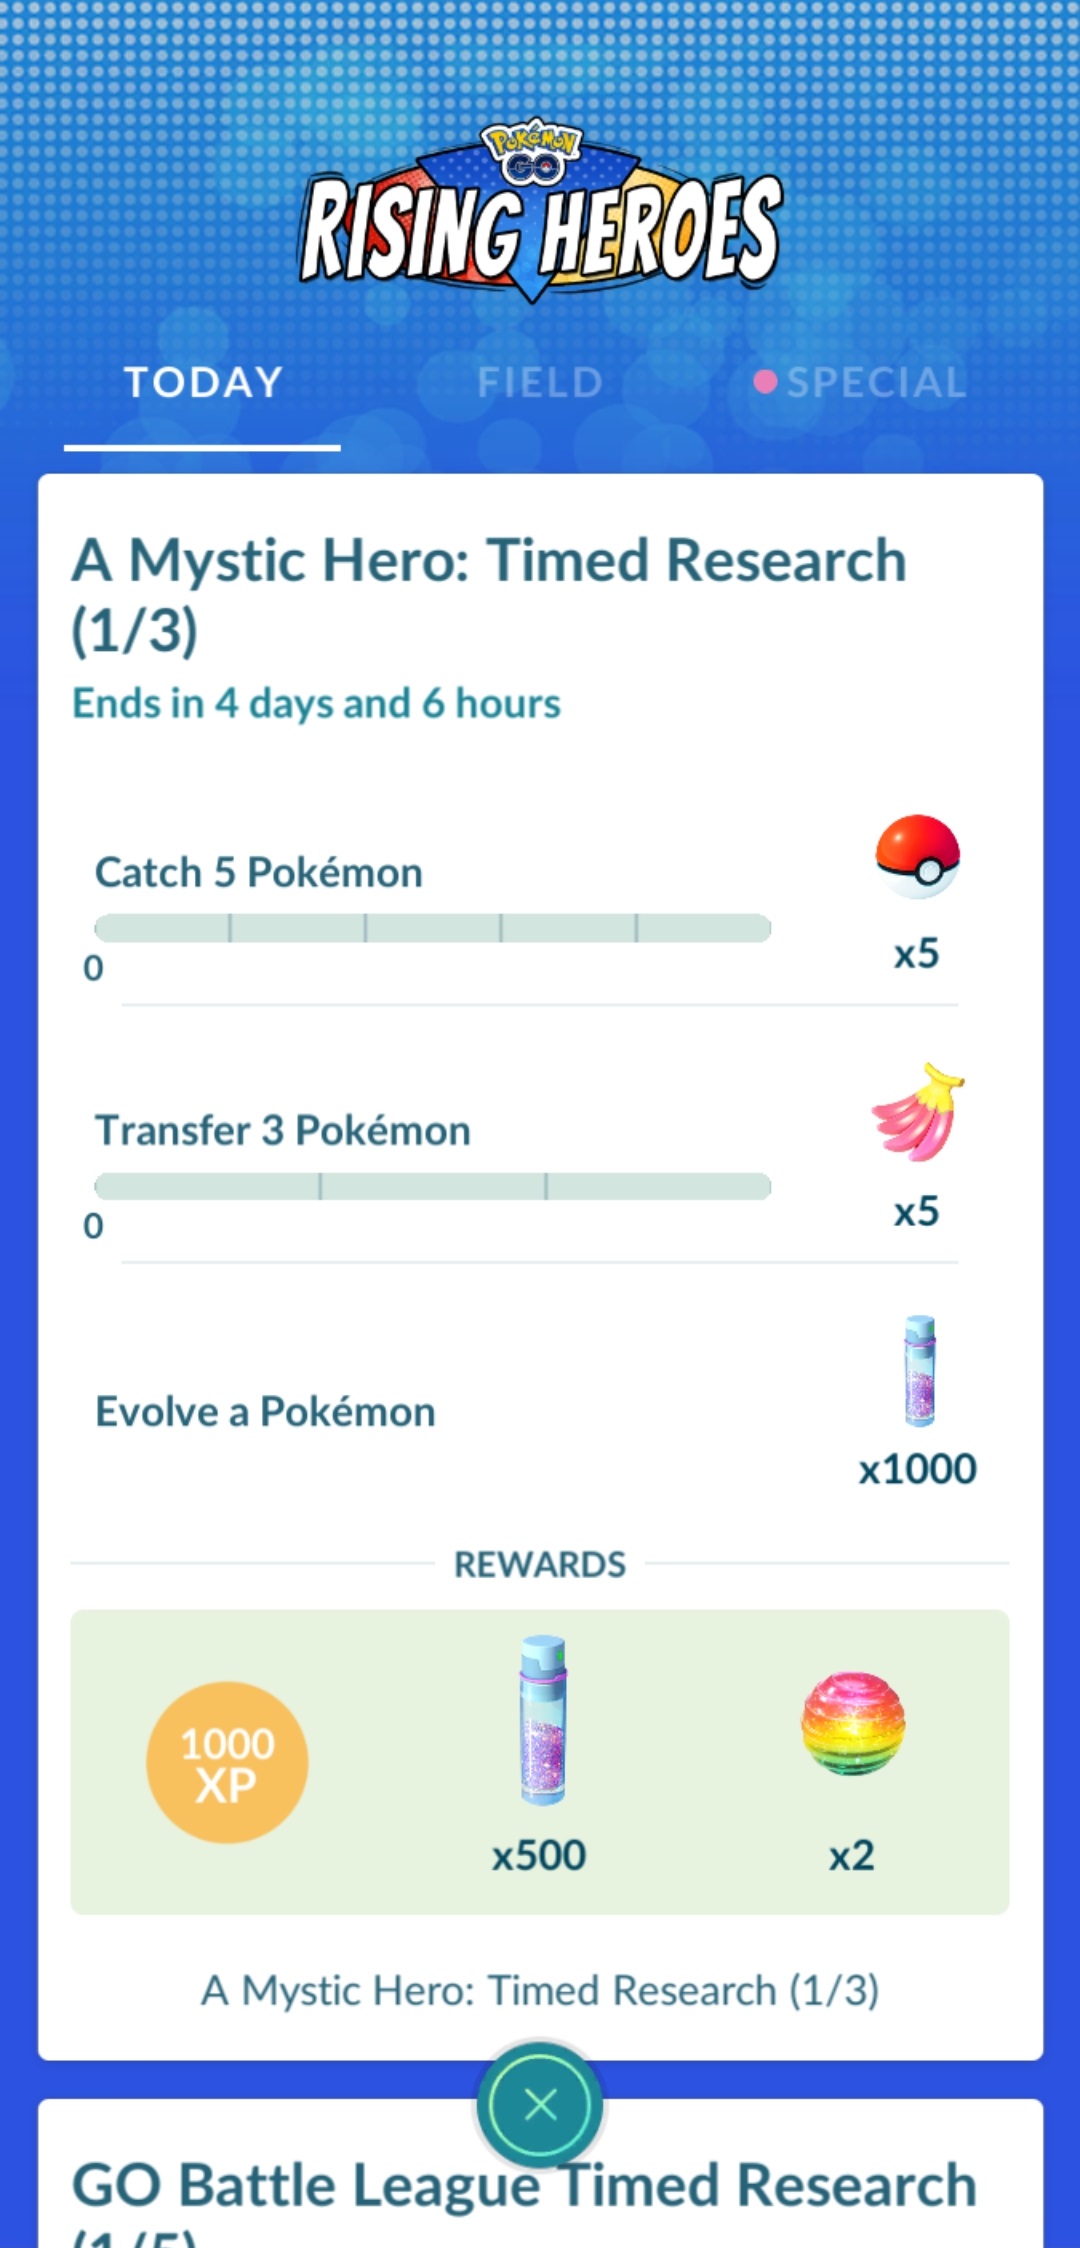 Pokémon
GO
RISING HEROES
TODAY
FIELD
SPECIAL
A Mystic Hero: Timed Research
(1/3)
Ends in 4 days and 6 hours
Catch 5 Pokémon
x5
0
Transfer 3 Pokémon
x5
0
Evolve a Pokémon
x1000
REWARDS
1000
XP
x500
x2
A Mystic Hero: Timed Research (1/3)
GO Battle League Timed Research
(1/5)